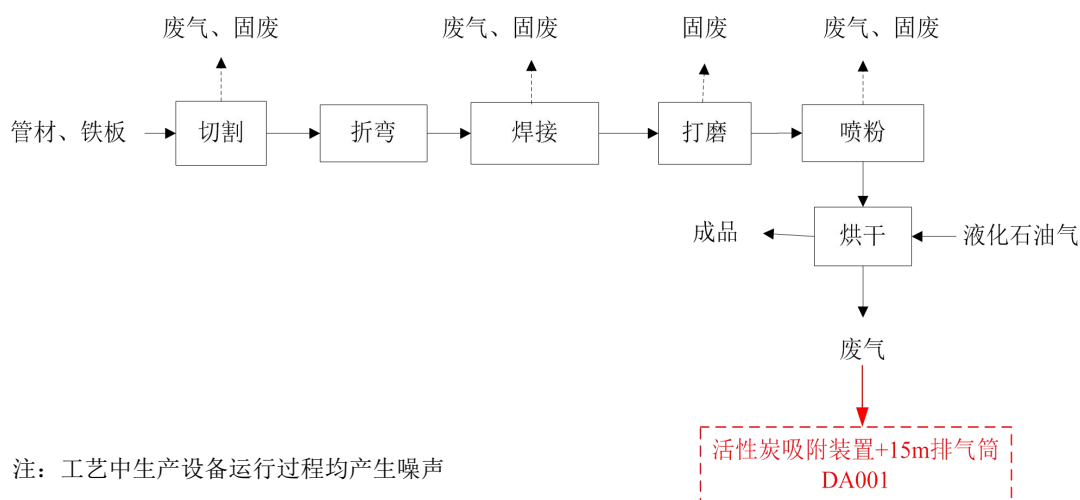 废气、固废
废气、固废
固废
废气、固废
管材、铁板
切割
折弯
焊接
打磨
喷粉
成品
烘干
液化石油气
废气
活性炭吸附装置+15m排气筒
DA001
注：工艺中生产设备运行过程均产生噪声